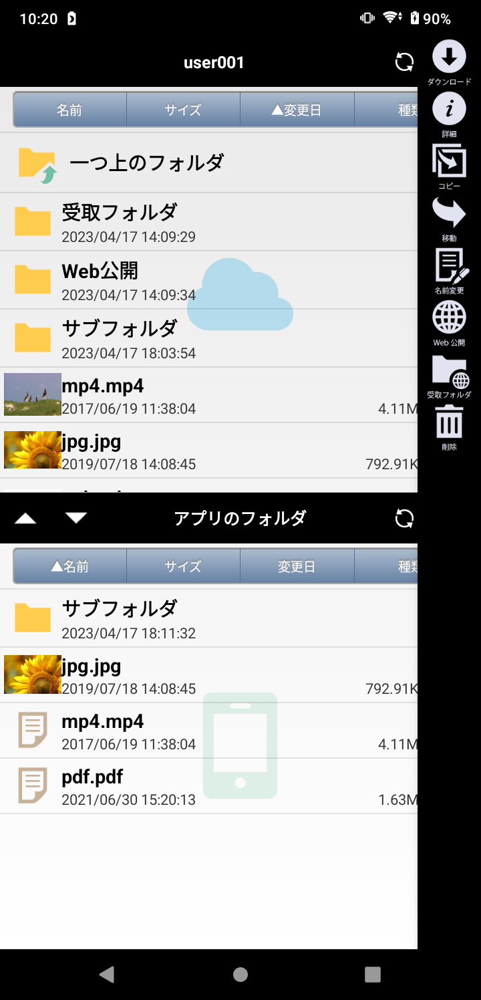 10:20
90%
user001
ダウンロード
名前 サイズ ▲変更日 種類
詳細
一つ上のフォルダ
コピー
受取フォルダ
2023/04/17 14:09:29
移動
Web公開
2023/04/17 14:09:34
名前変更
サブフォルダ
2023/04/17 18:03:54
Web 公開
mp4.mp4
2017/06/19 11:38:04 4.11M
受取フォルダ
jpg.jpg
2019/07/18 14:08:45 792.91K
削除
アプリのフォルダ
▲名前 サイズ 変更日 種類
サブフォルダ
2023/04/17 18:11:32
jpg.jpg
2019/07/18 14:08:45 792.91K
mp4.mp4
2017/06/19 11:38:04 4.11M
pdf.pdf
2021/06/30 15:20:13 1.63M